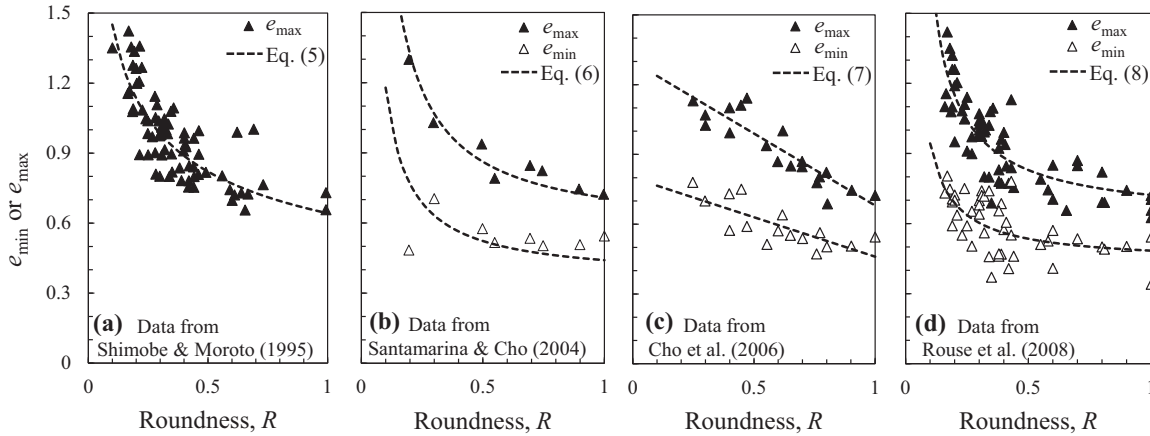 1.5
1.2
0.9
0.6
0.3
0
e_min or e_max
e_max
Eq. (5)
(a) Data from
Shimobe & Moroto (1995)
0 0.5 1
Roundness, R
e_max
e_min
Eq. (6)
(b) Data from
Santamarina & Cho (2004)
0 0.5 1
Roundness, R
e_max
e_min
Eq. (7)
(c) Data from
Cho et al. (2006)
0 0.5 1
Roundness, R
e_max
e_min
Eq. (8)
(d) Data from
Rouse et al. (2008)
0 0.5 1
Roundness, R